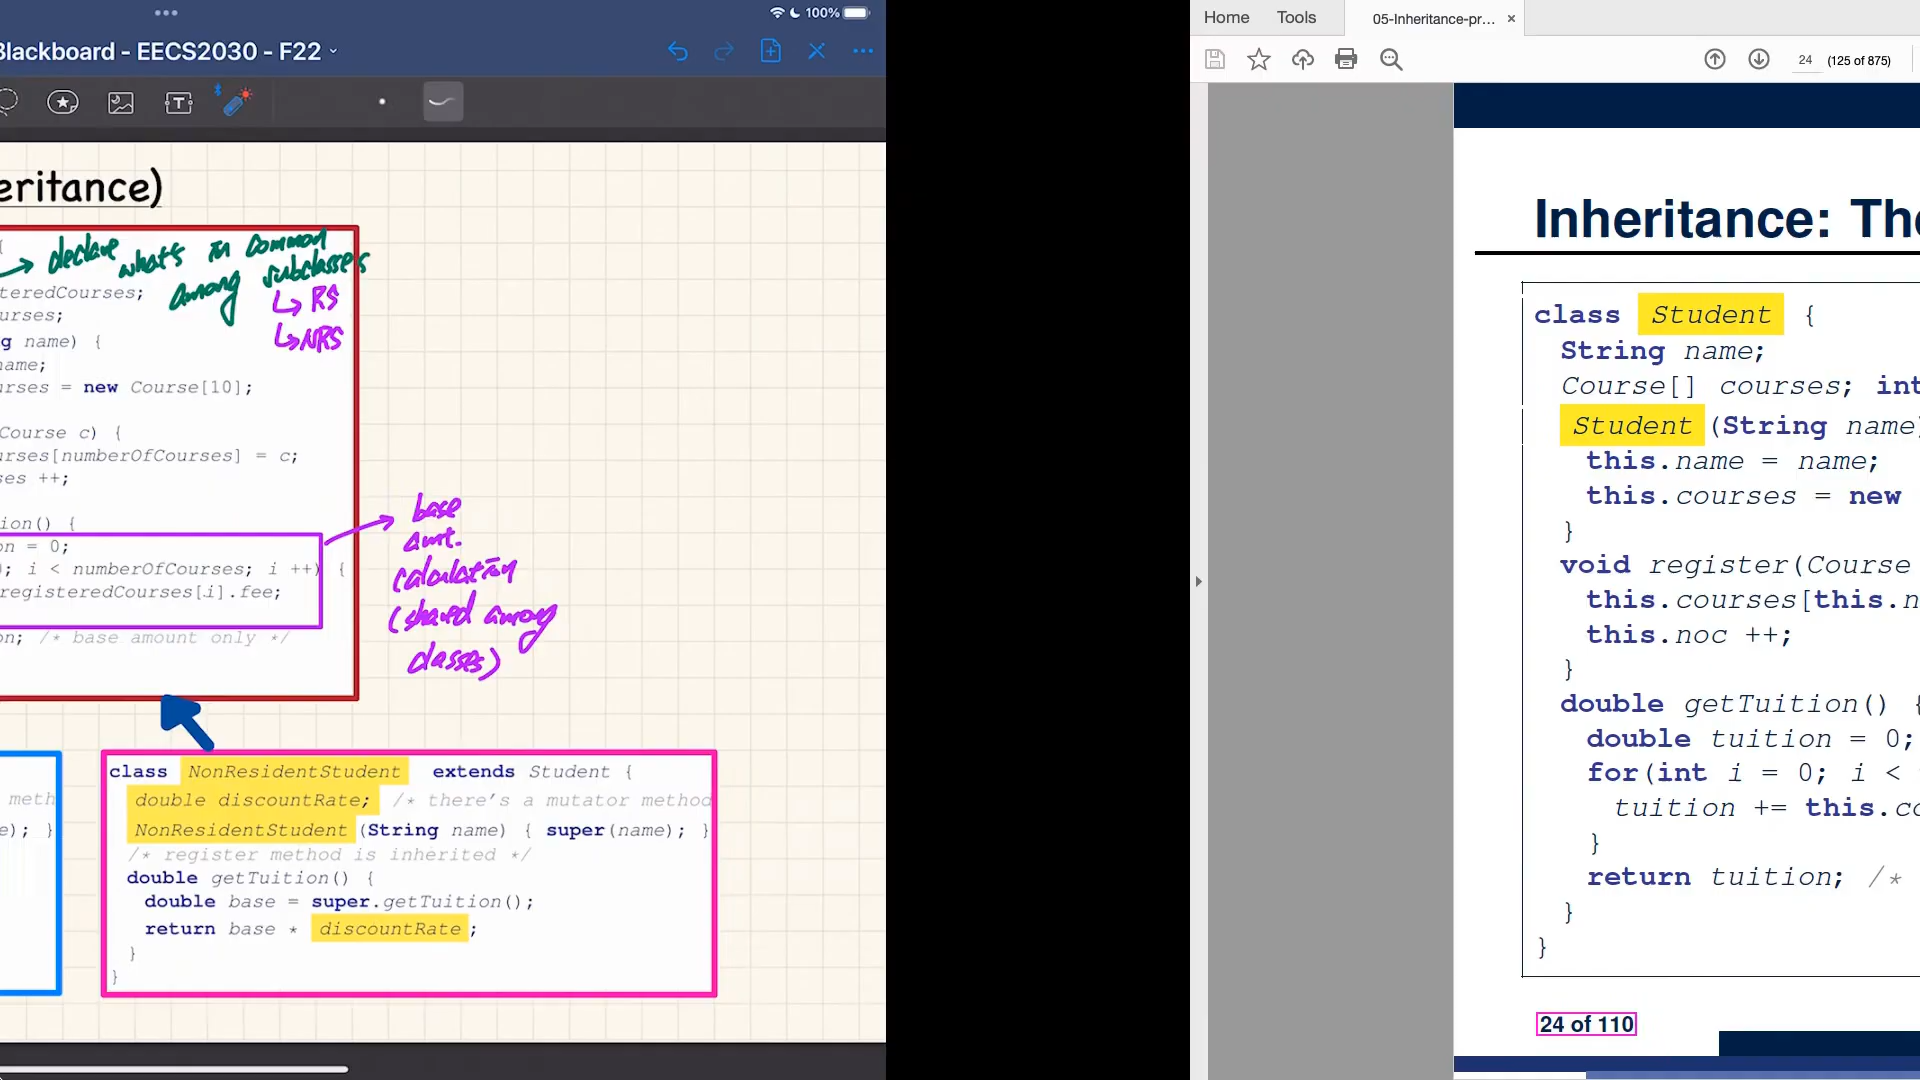 100%
Blackboard - EECS2030 - F22
eritance)
{
declare what's in common
among subclasses
↳ RS
↳ NRS
teredCourses;
urses;
g name) {
name;
urses = new Course[10];
Course c) {
urses[numberOfCourses] = c;
ses ++;
ion() {
on = 0;
); i < numberOfCourses; i ++) {
registeredCourses[i].fee;
on; /* base amount only */
base
amt.
calculation
(shared among
classes)
meth
e); }
class NonResidentStudent extends Student {
double discountRate; /* there's a mutator method
NonResidentStudent (String name) { super(name); }
/* register method is inherited */
double getTuition() {
double base = super.getTuition();
return base * discountRate ;
}
}
Home Tools 05-Inheritance-pr... ×
24 (125 of 875)
Inheritance: The
class Student {
String name;
Course[] courses; int
Student (String name)
this.name = name;
this.courses = new
}
void register(Course
this.courses[this.n
this.noc ++;
}
double getTuition() {
double tuition = 0;
for(int i = 0; i <
tuition += this.co
}
return tuition; /*
}
}
24 of 110